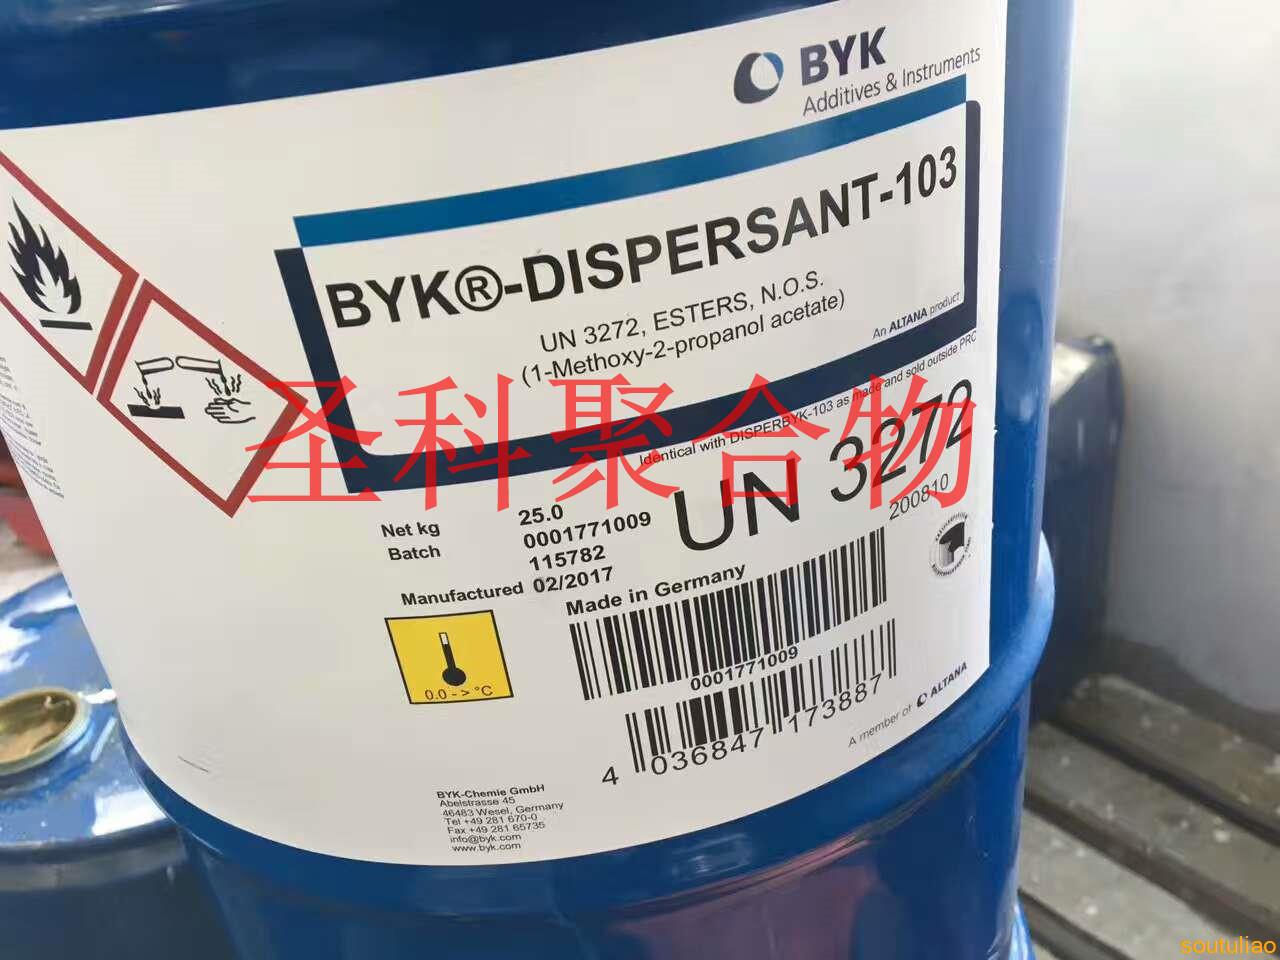 BYK
Additives & Instruments
BYK®-DISPERSANT-103
UN 3272, ESTERS, N.O.S.
(1-Methoxy-2-propanol acetate)
An ALTANA product
Identical with DISPERBYK-103 as made and sold outside PRC
圣科聚合物
UN 3272
200810
Net kg 25.0
Batch 0001771009
115782
Manufactured 02/2017
Made in Germany
0.0 - > °C
0001771009
4 036847 173887
A member of ALTANA
BYK-Chemie GmbH
Abelstrasse 45
46483 Wesel, Germany
Tel +49 281 670-0
Fax +49 281 65735
info@byk.com
www.byk.com
soutuliao